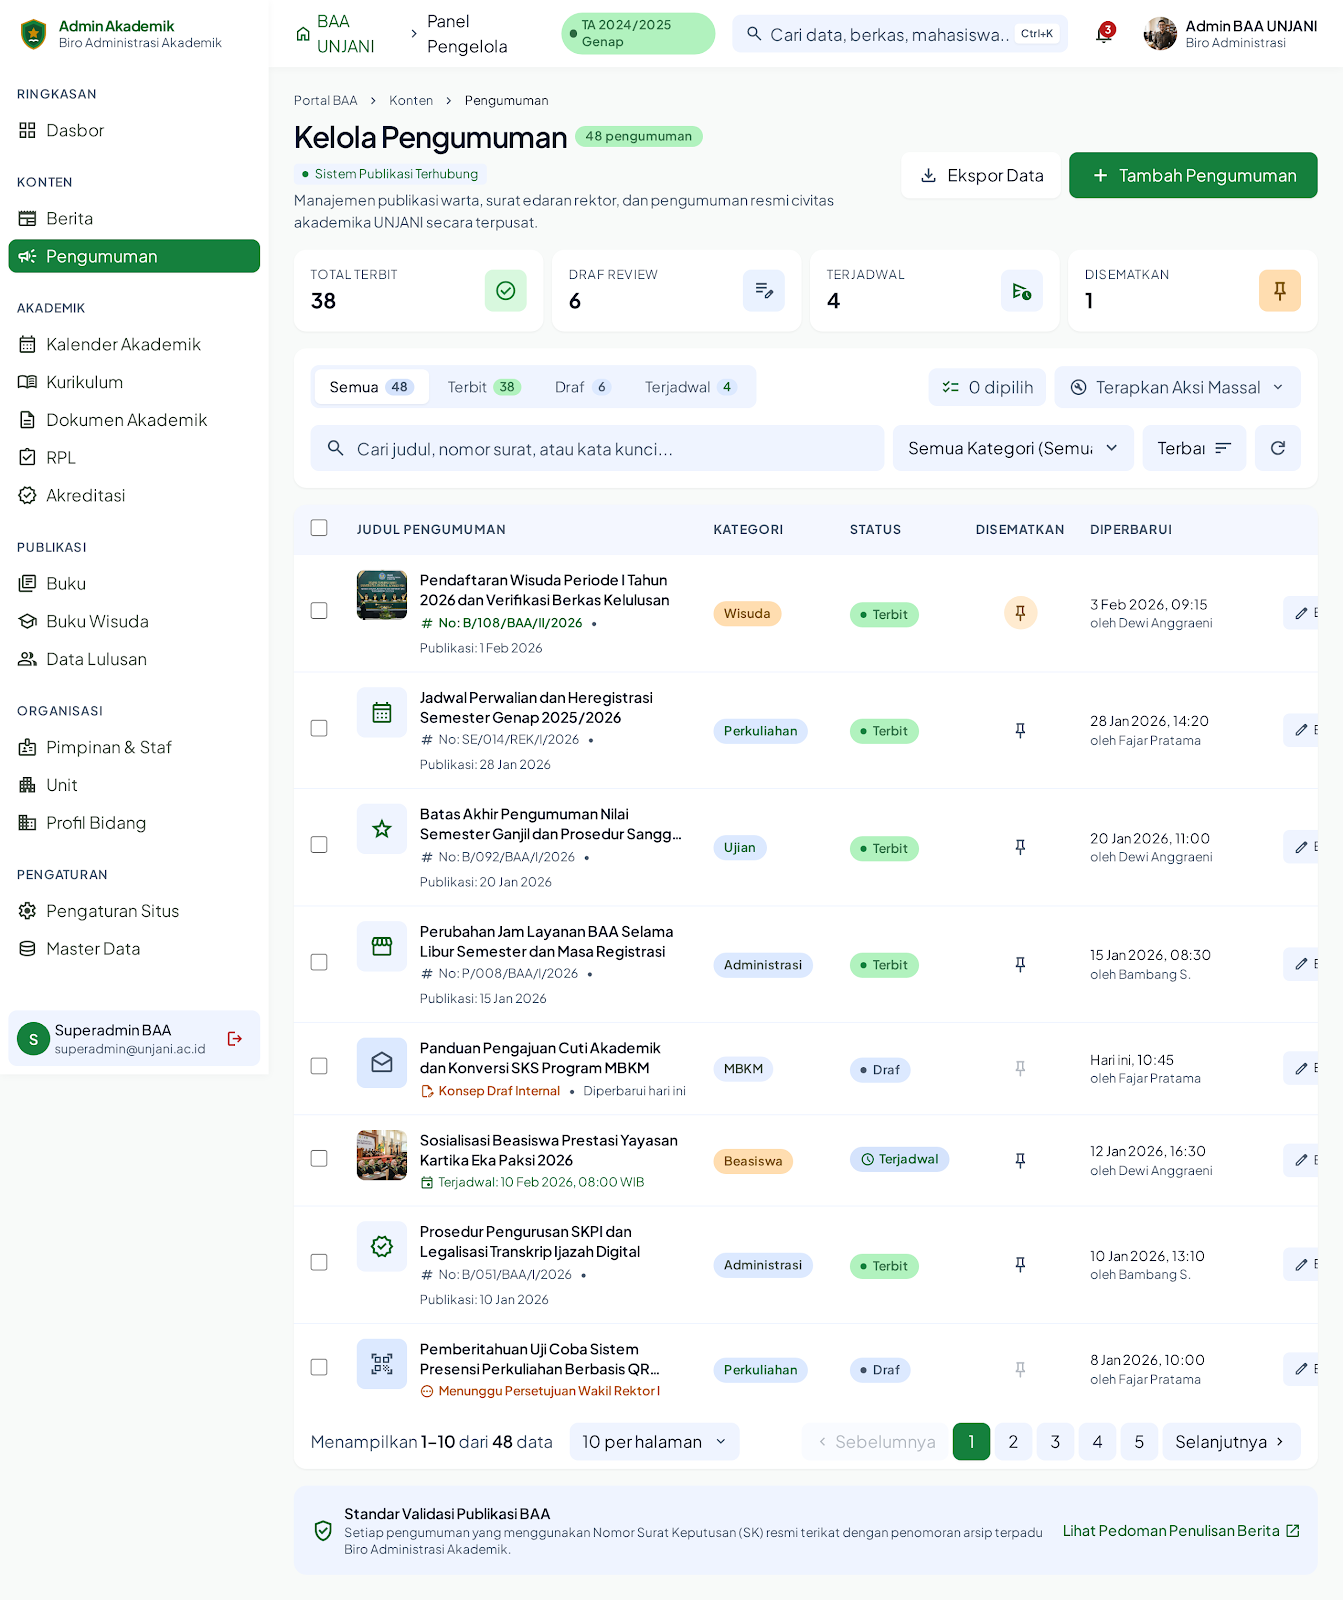 Admin Akademik
Biro Administrasi Akademik
BAA UNJANI
Panel Pengelola
TA 2024/2025 Genap
Cari data, berkas, mahasiswa..
Ctrl+K
3
Admin BAA UNJANI
Biro Administrasi
RINGKASAN
Dasbor
KONTEN
Berita
Pengumuman
AKADEMIK
Kalender Akademik
Kurikulum
Dokumen Akademik
RPL
Akreditasi
PUBLIKASI
Buku
Buku Wisuda
Data Lulusan
ORGANISASI
Pimpinan & Staf
Unit
Profil Bidang
PENGATURAN
Pengaturan Situs
Master Data
S
Superadmin BAA
superadmin@unjani.ac.id
Portal BAA > Konten > Pengumuman
Kelola Pengumuman
48 pengumuman
Sistem Publikasi Terhubung
Manajemen publikasi warta, surat edaran rektor, dan pengumuman resmi civitas
akademika UNJANI secara terpusat.
Ekspor Data
Tambah Pengumuman
TOTAL TERBIT
38
DRAF REVIEW
6
TERJADWAL
4
DISEMATKAN
1
Semua 48
Terbit 38
Draf 6
Terjadwal 4
0 dipilih
Terapkan Aksi Massal
Cari judul, nomor surat, atau kata kunci...
Semua Kategori (Semua
Terbar
JUDUL PENGUMUMAN
KATEGORI
STATUS
DISEMATKAN
DIPERBARUI
Pendaftaran Wisuda Periode I Tahun
2026 dan Verifikasi Berkas Kelulusan
No: B/108/BAA/II/2026 •
Publikasi: 1 Feb 2026
Wisuda
Terbit
3 Feb 2026, 09:15
oleh Dewi Anggraeni
Jadwal Perwalian dan Heregistrasi
Semester Genap 2025/2026
No: SE/014/REK/I/2026 •
Publikasi: 28 Jan 2026
Perkuliahan
Terbit
28 Jan 2026, 14:20
oleh Fajar Pratama
Batas Akhir Pengumuman Nilai
Semester Ganjil dan Prosedur Sangg...
No: B/092/BAA/I/2026 •
Publikasi: 20 Jan 2026
Ujian
Terbit
20 Jan 2026, 11:00
oleh Dewi Anggraeni
Perubahan Jam Layanan BAA Selama
Libur Semester dan Masa Registrasi
No: P/008/BAA/I/2026 •
Publikasi: 15 Jan 2026
Administrasi
Terbit
15 Jan 2026, 08:30
oleh Bambang S.
Panduan Pengajuan Cuti Akademik
dan Konversi SKS Program MBKM
Konsep Draf Internal • Diperbarui hari ini
MBKM
Draf
Hari ini, 10:45
oleh Fajar Pratama
Sosialisasi Beasiswa Prestasi Yayasan
Kartika Eka Paksi 2026
Terjadwal: 10 Feb 2026, 08:00 WIB
Beasiswa
Terjadwal
12 Jan 2026, 16:30
oleh Dewi Anggraeni
Prosedur Pengurusan SKPI dan
Legalisasi Transkrip Ijazah Digital
No: B/051/BAA/I/2026 •
Publikasi: 10 Jan 2026
Administrasi
Terbit
10 Jan 2026, 13:10
oleh Bambang S.
Pemberitahuan Uji Coba Sistem
Presensi Perkuliahan Berbasis QR...
Menunggu Persetujuan Wakil Rektor I
Perkuliahan
Draf
8 Jan 2026, 10:00
oleh Fajar Pratama
Menampilkan 1–10 dari 48 data
10 per halaman
Sebelumnya
1
2
3
4
5
Selanjutnya
Standar Validasi Publikasi BAA
Setiap pengumuman yang menggunakan Nomor Surat Keputusan (SK) resmi terikat dengan penomoran arsip terpadu
Biro Administrasi Akademik.
Lihat Pedoman Penulisan Berita